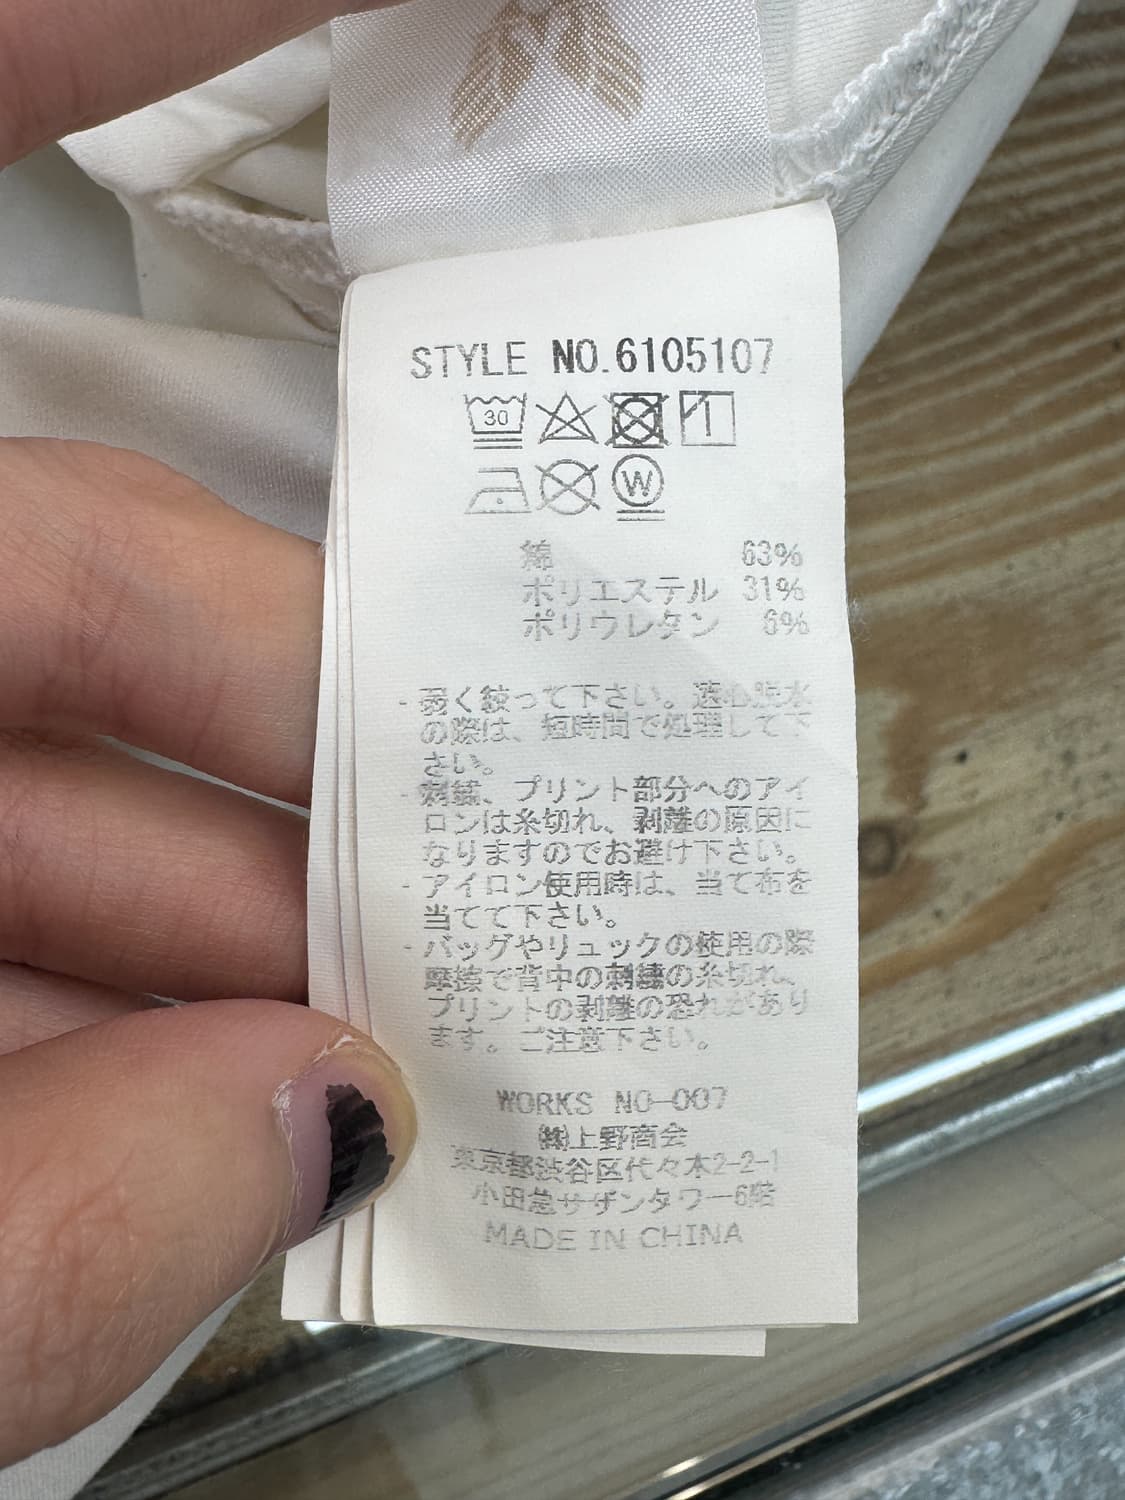 STYLE NO.6105107
30
W
綿 63%
ポリエステル 31%
ポリウレタン 6%
・弱く絞って下さい。遠心脱水
の際は、短時間で処理して下
さい。
・刺繍、プリント部分へのアイ
ロンは糸切れ、剥離の原因に
なりますのでお避け下さい。
・アイロン使用時は、当て布を
当てて下さい。
・バッグやリュックの使用の際
摩擦で背中の刺繍の糸切れ、
プリントの剥離の恐れがあり
ます。ご注意下さい。
WORKS NO-007
㈱上野商会
東京都渋谷区代々木2-2-1
小田急サザンタワー6階
MADE IN CHINA